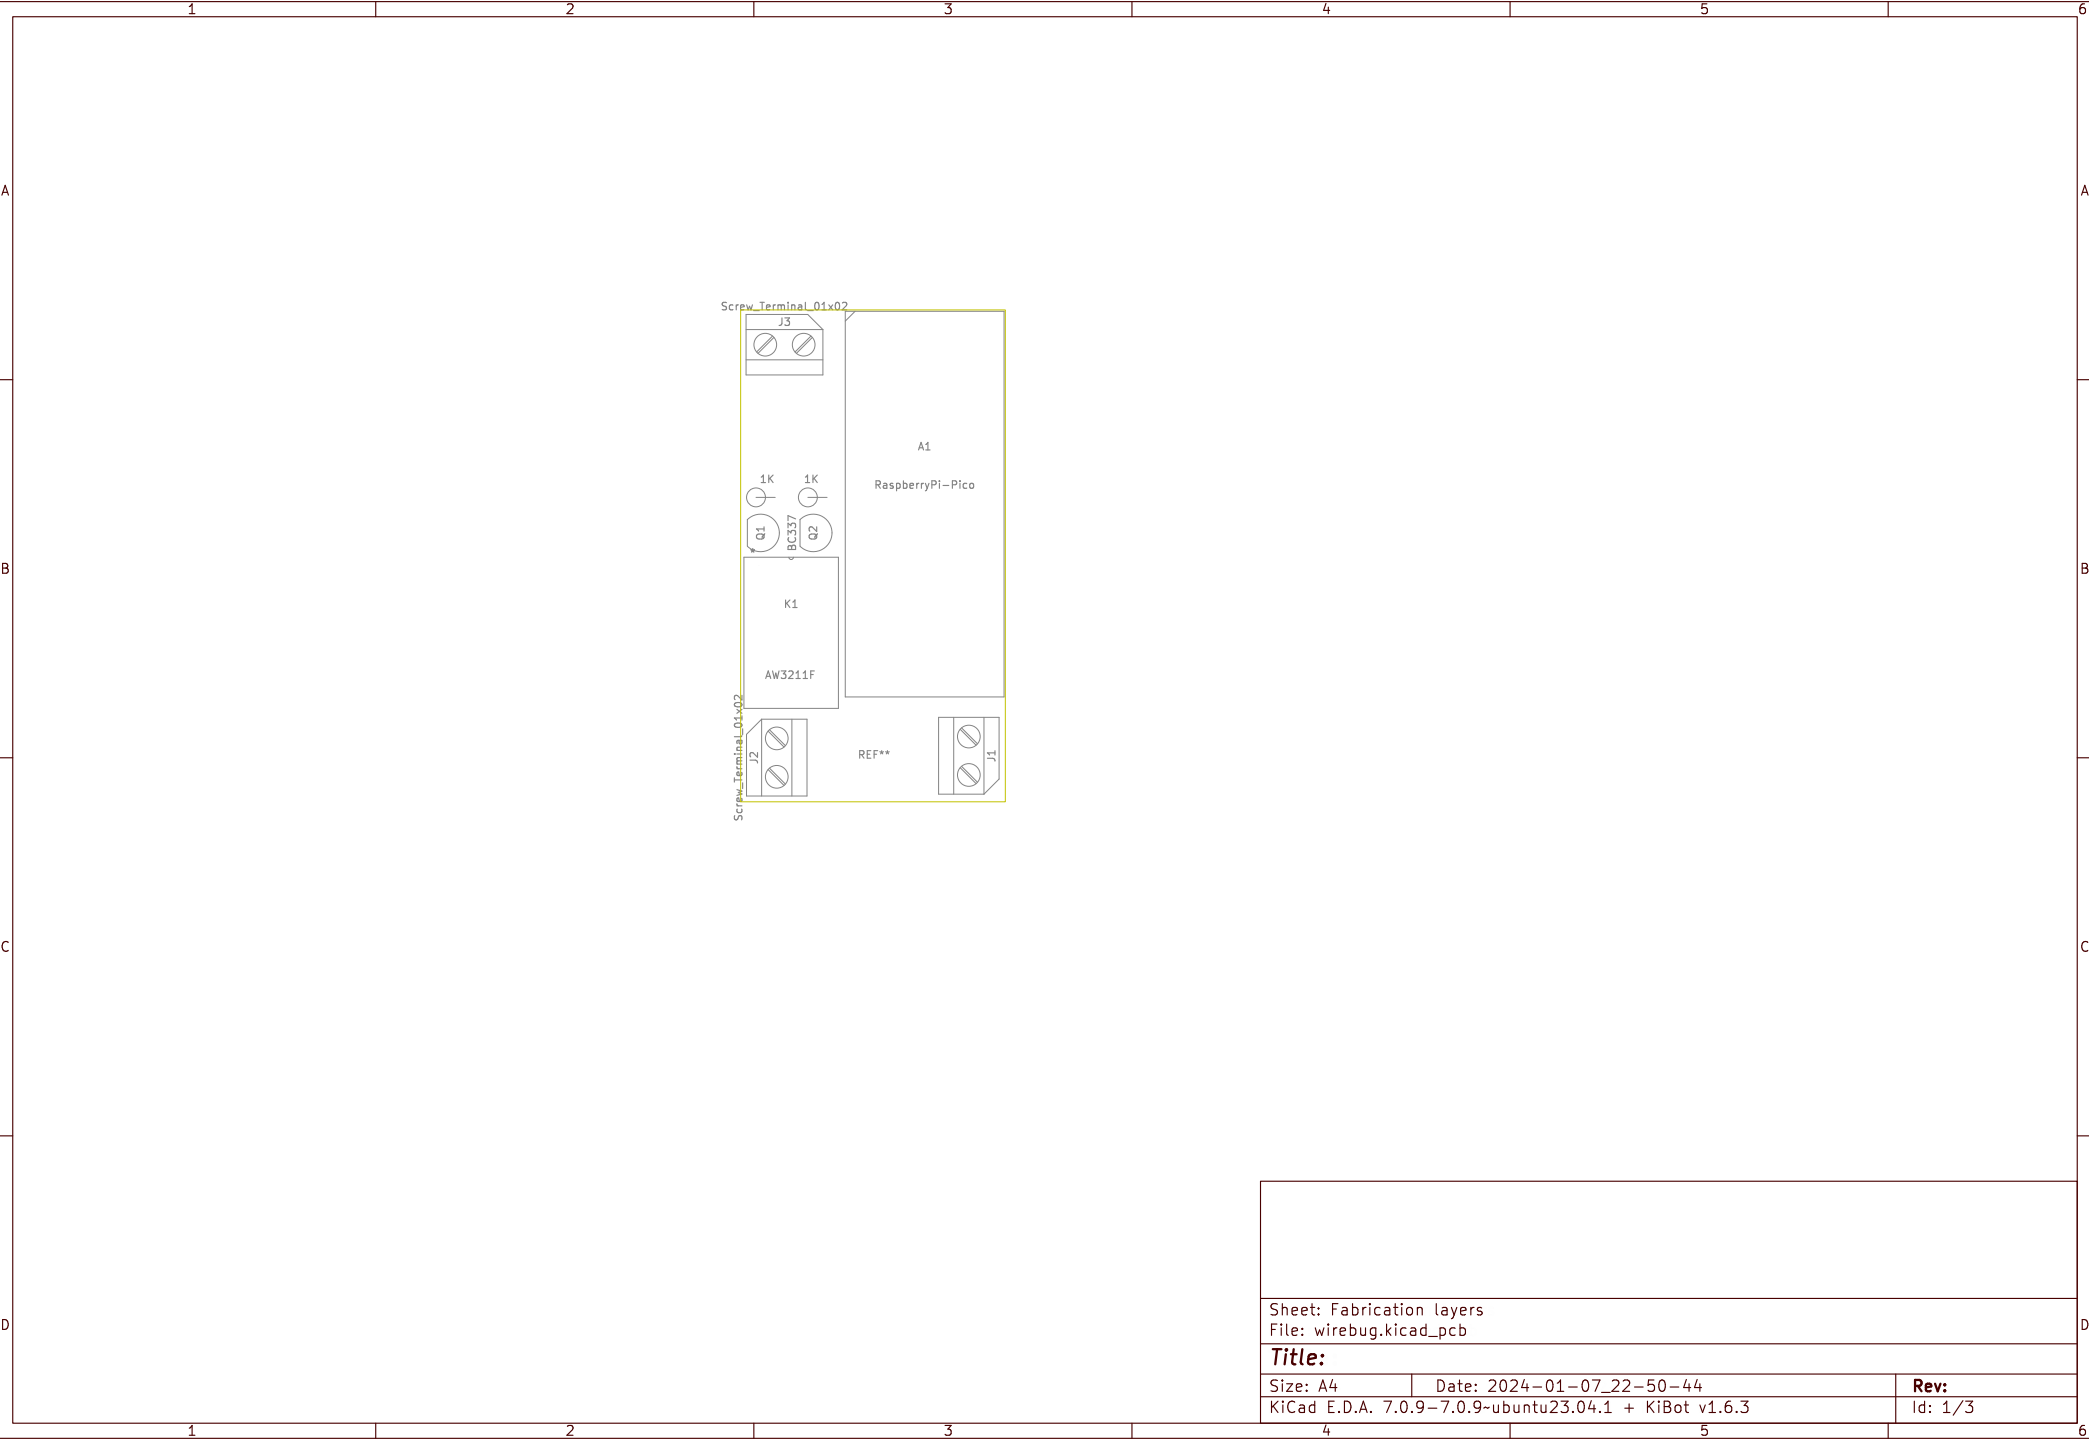 1 2 3 4 5 6
A A
Screw_Terminal_01x02
J3
A1
1K 1K
RaspberryPi-Pico
Q1 BC337 Q2
*
B B
K1
AW3211F
Screw_Terminal_01x02
J2 REF** J1
C C
Sheet: Fabrication layers
D D
File: wirebug.kicad_pcb
Title:
Size: A4 Date: 2024-01-07_22-50-44 Rev:
KiCad E.D.A. 7.0.9-7.0.9~ubuntu23.04.1 + KiBot v1.6.3 Id: 1/3
1 2 3 4 5 6